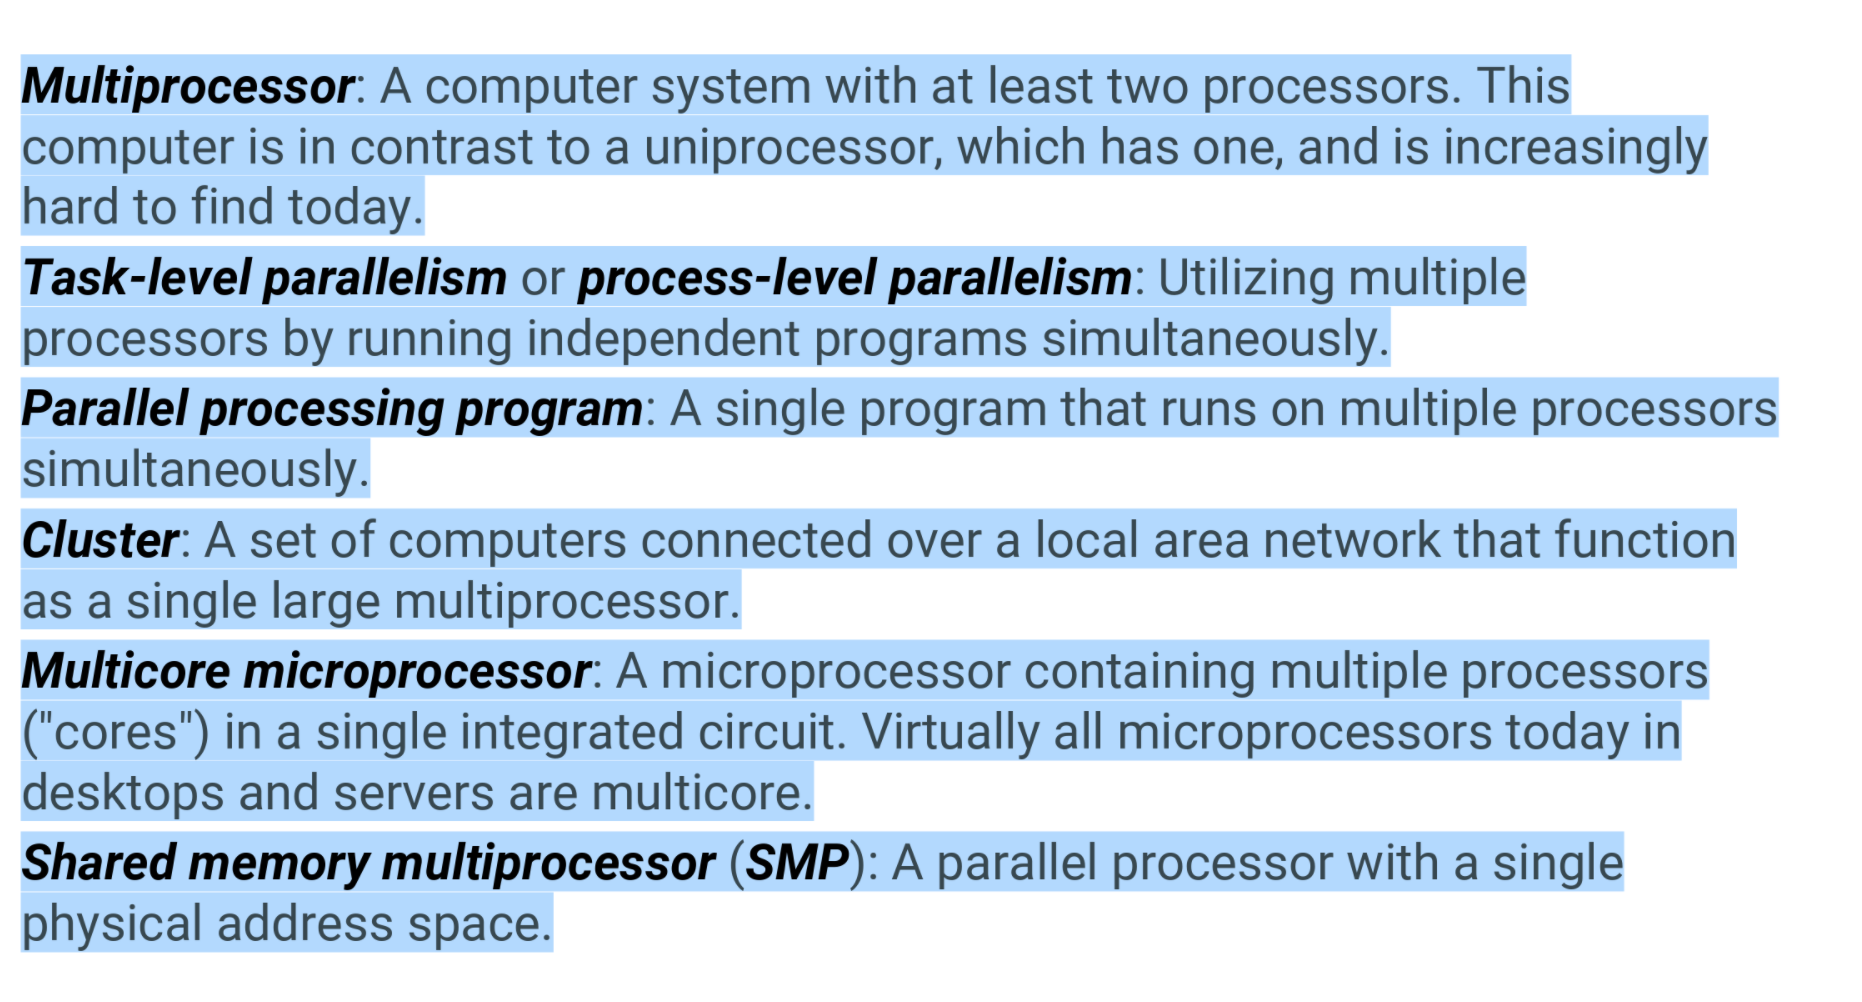 Multiprocessor: A computer system with at least two processors. This
computer is in contrast to a uniprocessor, which has one, and is increasingly
hard to find today.
Task-level parallelism or process-level parallelism: Utilizing multiple
processors by running independent programs simultaneously.
Parallel processing program: A single program that runs on multiple processors
simultaneously.
Cluster: A set of computers connected over a local area network that function
as a single large multiprocessor.
Multicore microprocessor: A microprocessor containing multiple processors
("cores") in a single integrated circuit. Virtually all microprocessors today in
desktops and servers are multicore.
Shared memory multiprocessor (SMP): A parallel processor with a single
physical address space.